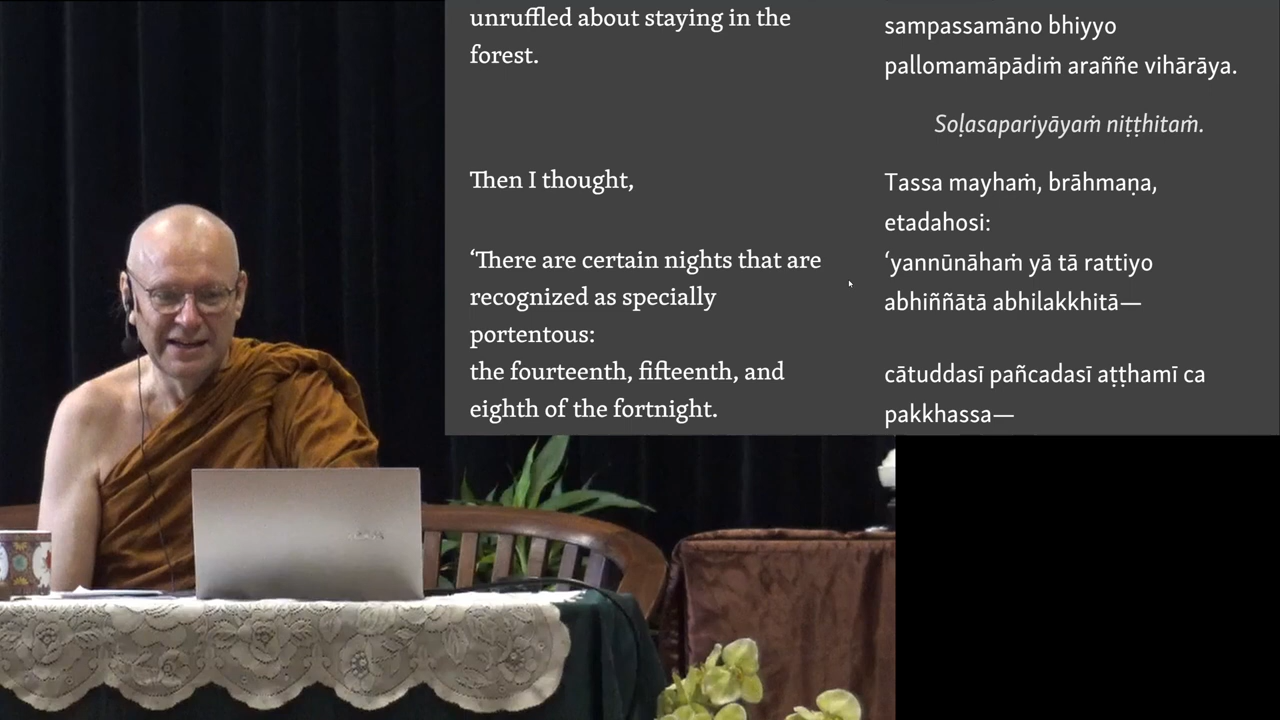 unruffled about staying in the
forest.
Then I thought,
‘There are certain nights that are
recognized as specially
portentous:
the fourteenth, fifteenth, and
eighth of the fortnight.
sampassamāno bhiyyo
pallomamāpādiṁ araññe vihārāya.
Soḷasapariyāyaṁ niṭṭhitaṁ.
Tassa mayhaṁ, brāhmaṇa,
etadahosi:
‘yannūnāhaṁ yā tā rattiyo
abhiññātā abhilakkhitā—
cātuddasī pañcadasī aṭṭhamī ca
pakkhassa—